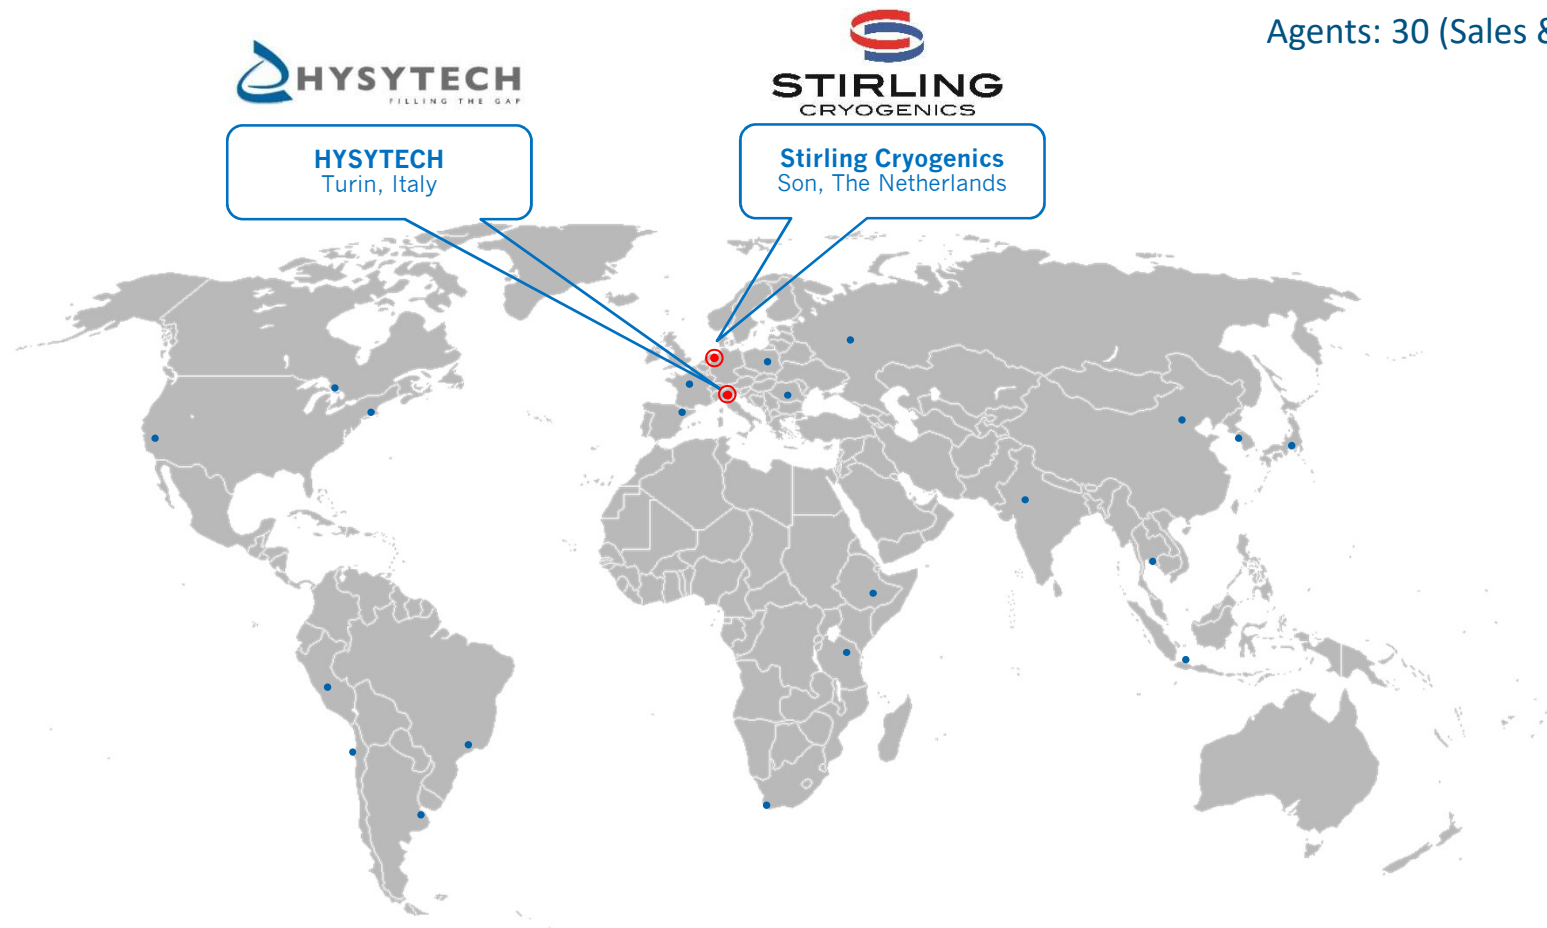 Agents: 30 (Sales &
HYSYTECH
FILLING THE GAP
STIRLING
CRYOGENICS
HYSYTECH
Turin, Italy
Stirling Cryogenics
Son, The Netherlands